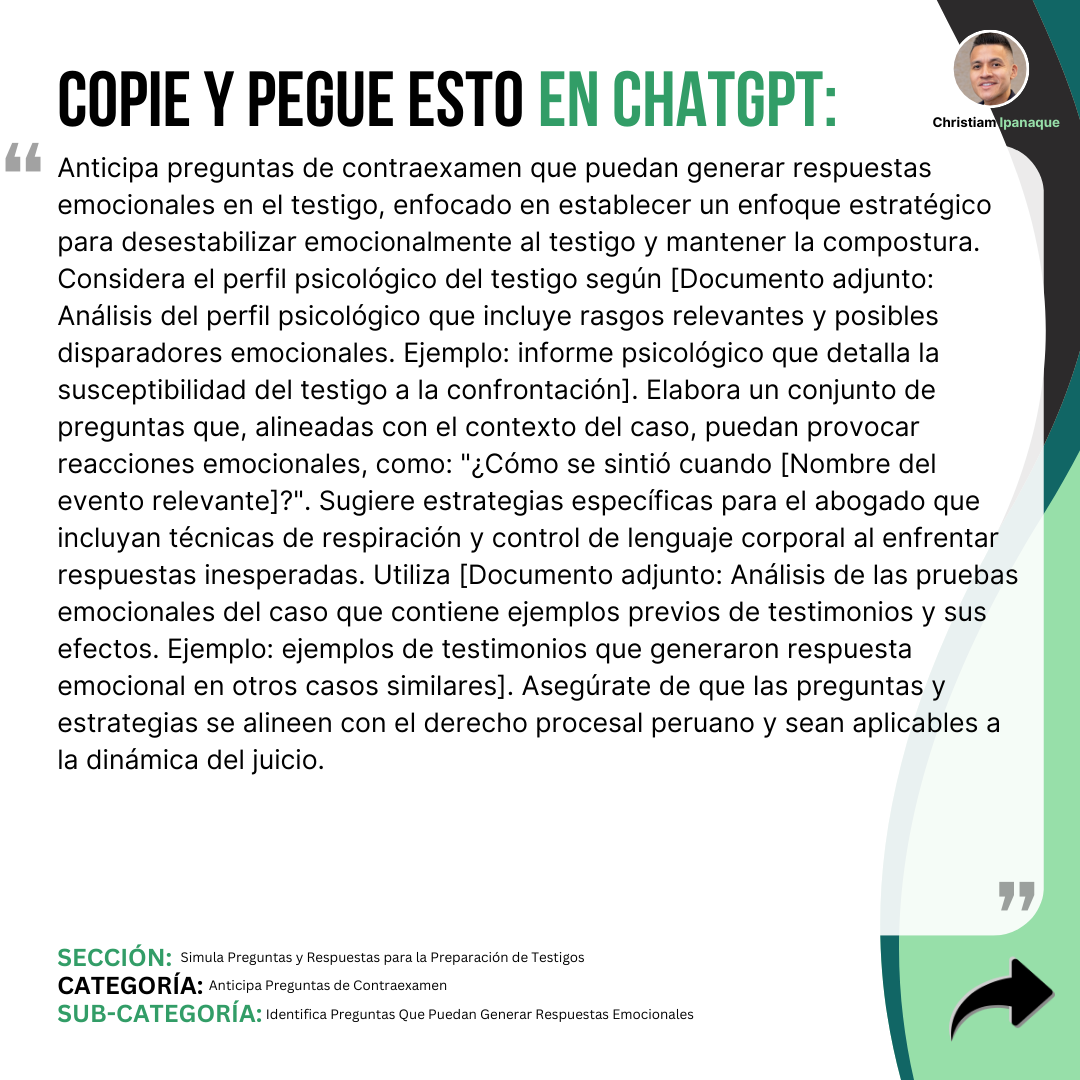 COPIE Y PEGUE ESTO EN CHATGPT:
Christiam Ipanaque
“
Anticipa preguntas de contraexamen que puedan generar respuestas
emocionales en el testigo, enfocado en establecer un enfoque estratégico
para desestabilizar emocionalmente al testigo y mantener la compostura.
Considera el perfil psicológico del testigo según [Documento adjunto:
Análisis del perfil psicológico que incluye rasgos relevantes y posibles
disparadores emocionales. Ejemplo: informe psicológico que detalla la
susceptibilidad del testigo a la confrontación]. Elabora un conjunto de
preguntas que, alineadas con el contexto del caso, puedan provocar
reacciones emocionales, como: "¿Cómo se sintió cuando [Nombre del
evento relevante]?". Sugiere estrategias específicas para el abogado que
incluyan técnicas de respiración y control de lenguaje corporal al enfrentar
respuestas inesperadas. Utiliza [Documento adjunto: Análisis de las pruebas
emocionales del caso que contiene ejemplos previos de testimonios y sus
efectos. Ejemplo: ejemplos de testimonios que generaron respuesta
emocional en otros casos similares]. Asegúrate de que las preguntas y
estrategias se alineen con el derecho procesal peruano y sean aplicables a
la dinámica del juicio.
”
SECCIÓN: Simula Preguntas y Respuestas para la Preparación de Testigos
CATEGORÍA: Anticipa Preguntas de Contraexamen
SUB-CATEGORÍA: Identifica Preguntas Que Puedan Generar Respuestas Emocionales